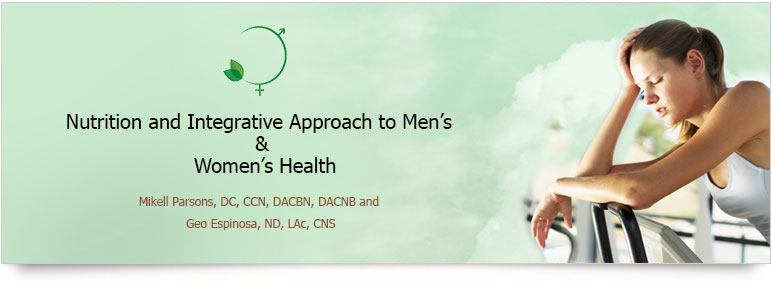 Nutrition and Integrative Approach to Men's
&
Women's Health
Mikell Parsons, DC, CCN, DACBN, DACNB and
Geo Espinosa, ND, LAc, CNS